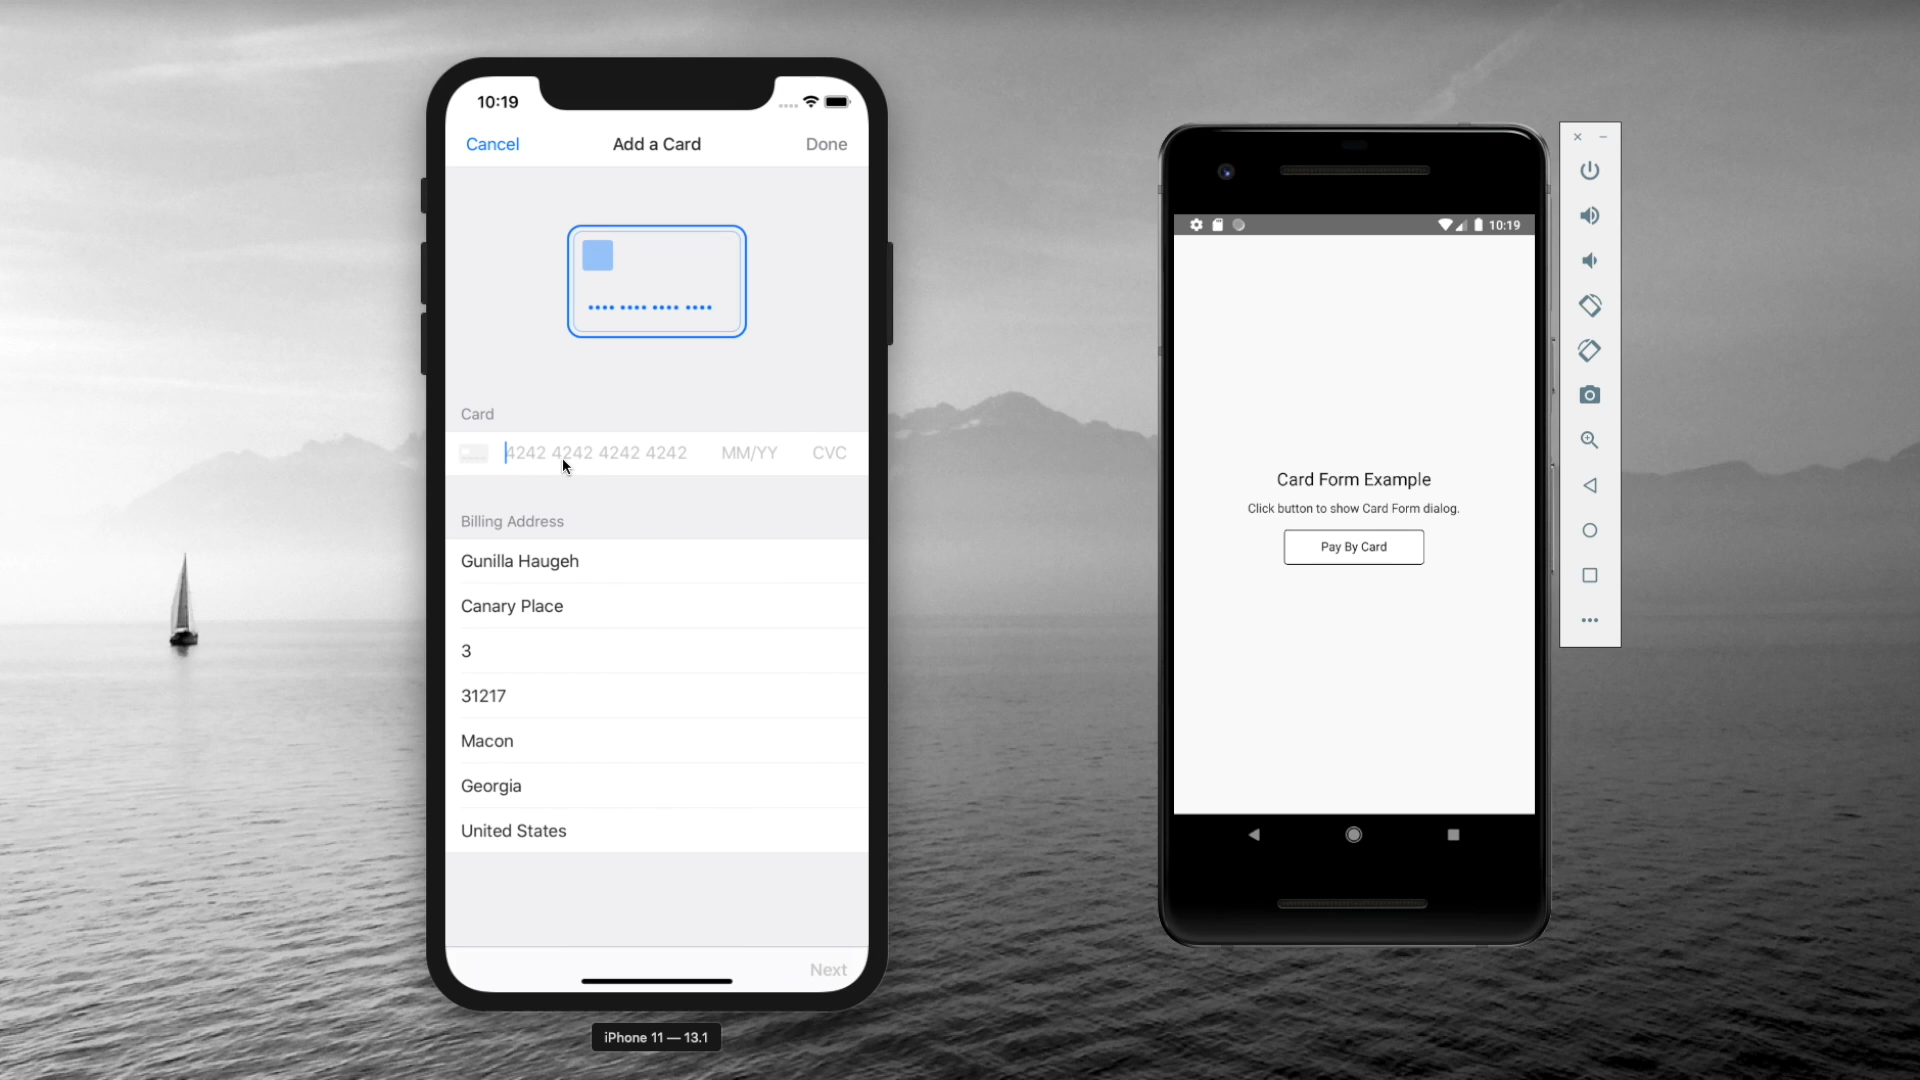 10:19
Cancel
Add a Card
Done
Card
4242 4242 4242 4242
MM/YY
CVC
Billing Address
Gunilla Haugeh
Canary Place
3
31217
Macon
Georgia
United States
Next
iPhone 11 — 13.1
10:19
Card Form Example
Click button to show Card Form dialog.
Pay By Card